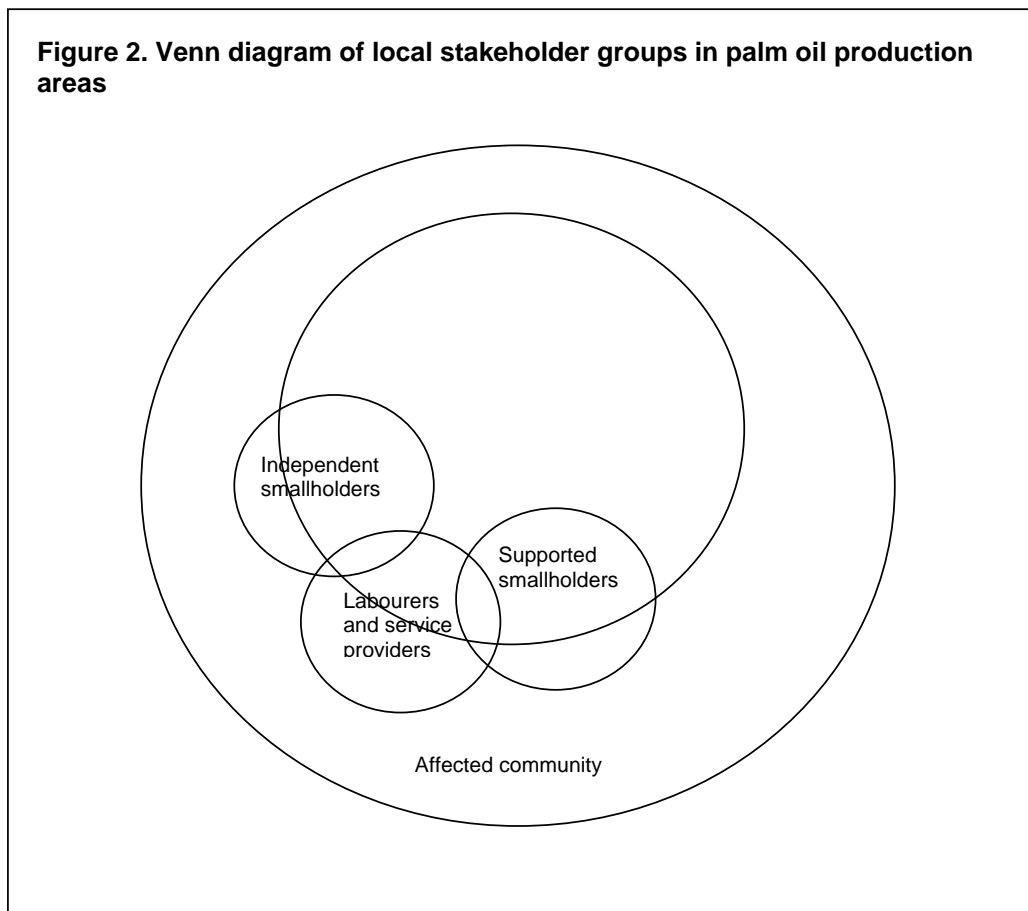 Figure 2. Venn diagram of local stakeholder groups in palm oil production
areas
Independent
smallholders
Supported
smallholders
Labourers
and service
providers
Affected community